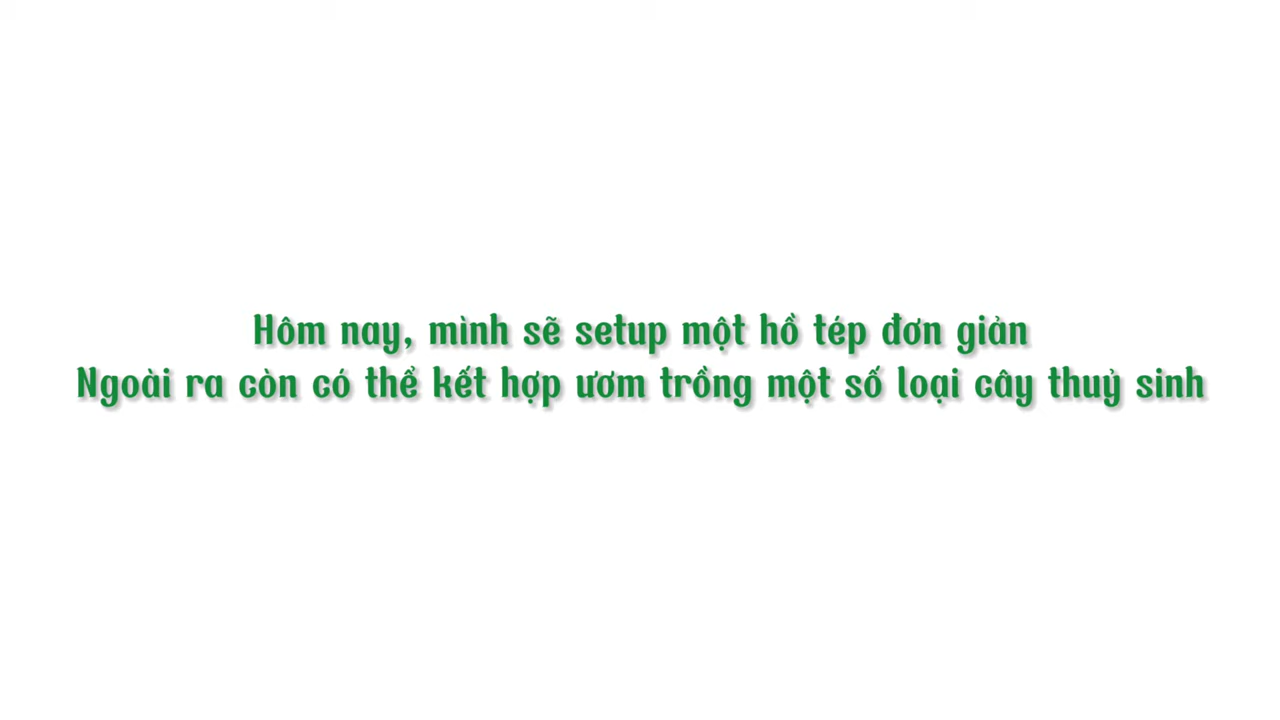 Hôm nay, mình sẽ setup một hồ tép đơn giản
Ngoài ra còn có thể kết hợp ươm trồng một số loại cây thuỷ sinh